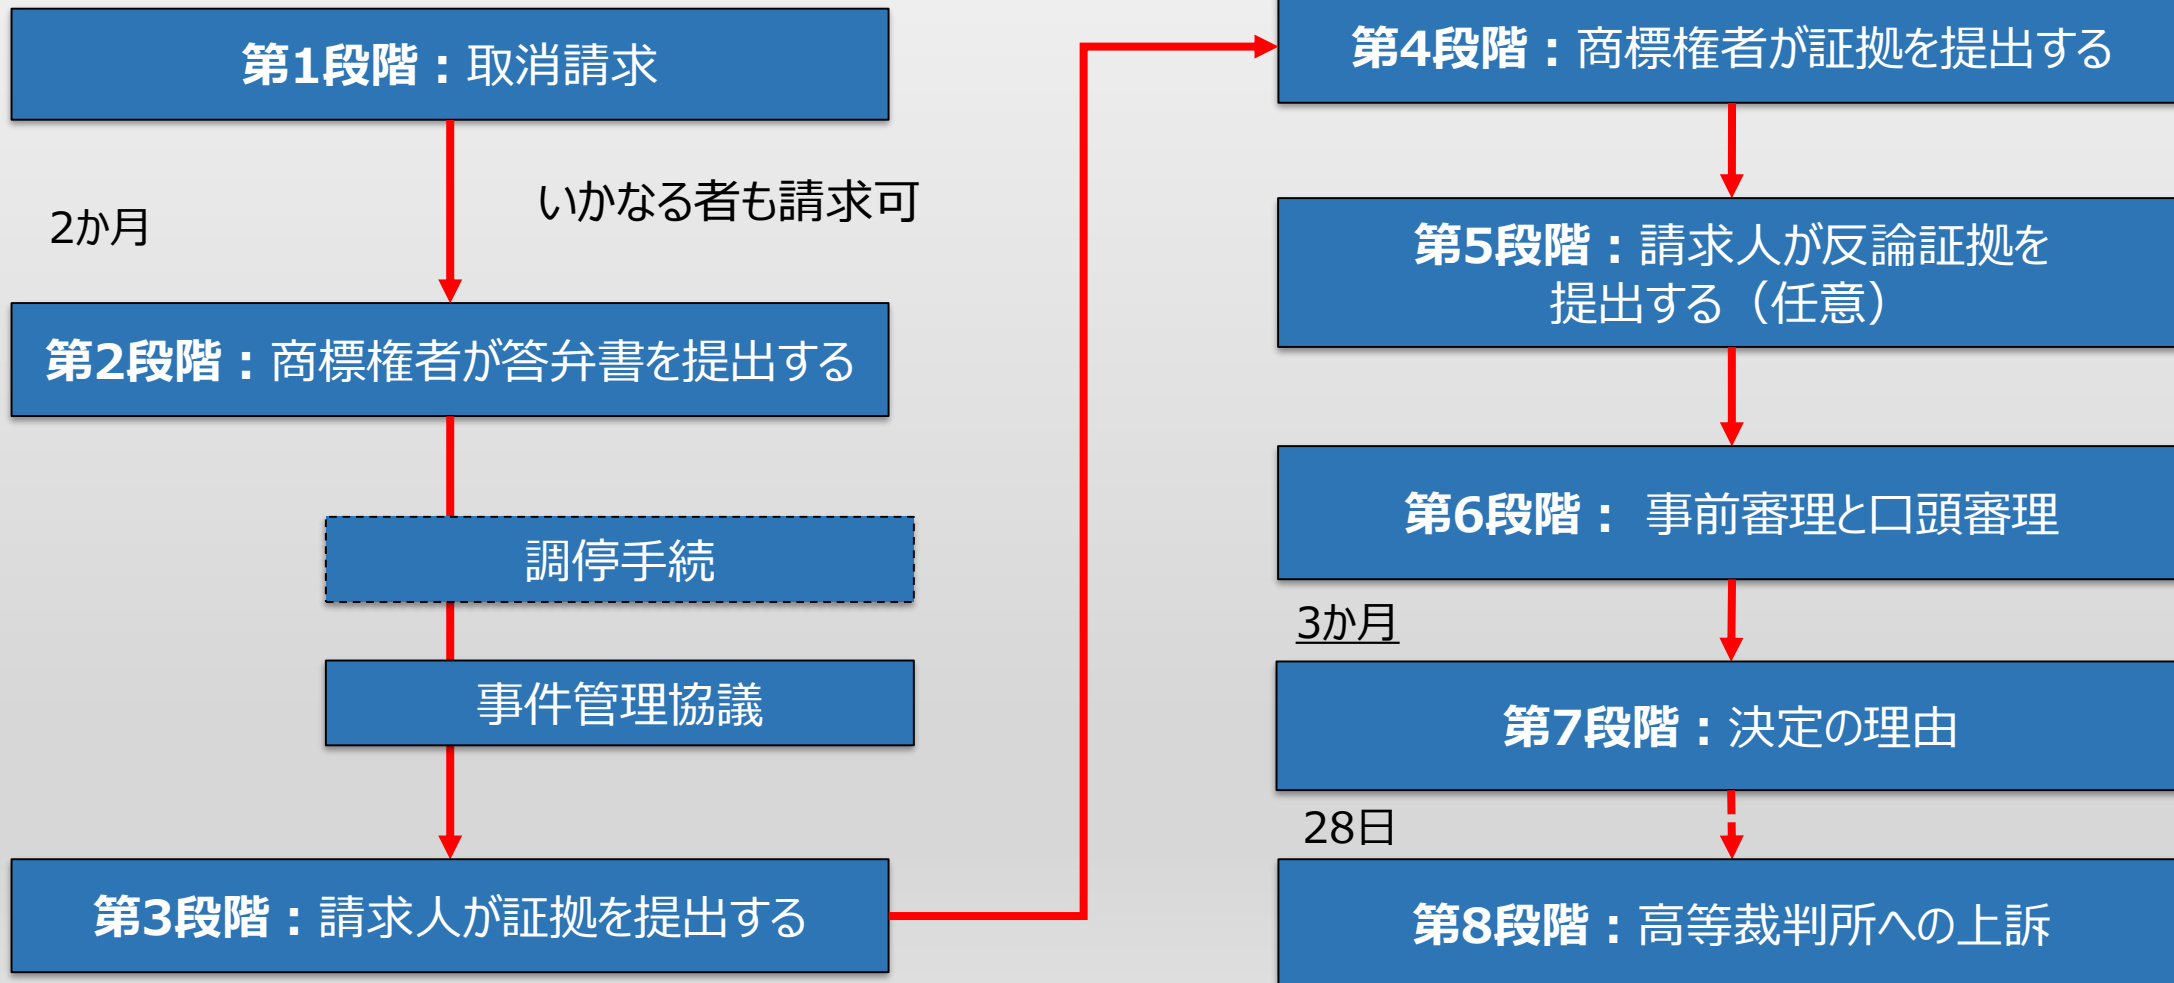 第1段階：取消請求
いかなる者も請求可
2か月
第2段階：商標権者が答弁書を提出する
調停手続
事件管理協議
第3段階：請求人が証拠を提出する
第4段階：商標権者が証拠を提出する
第5段階：請求人が反論証拠を
提出する（任意）
第6段階： 事前審理と口頭審理
3か月
第7段階：決定の理由
28日
第8段階：高等裁判所への上訴